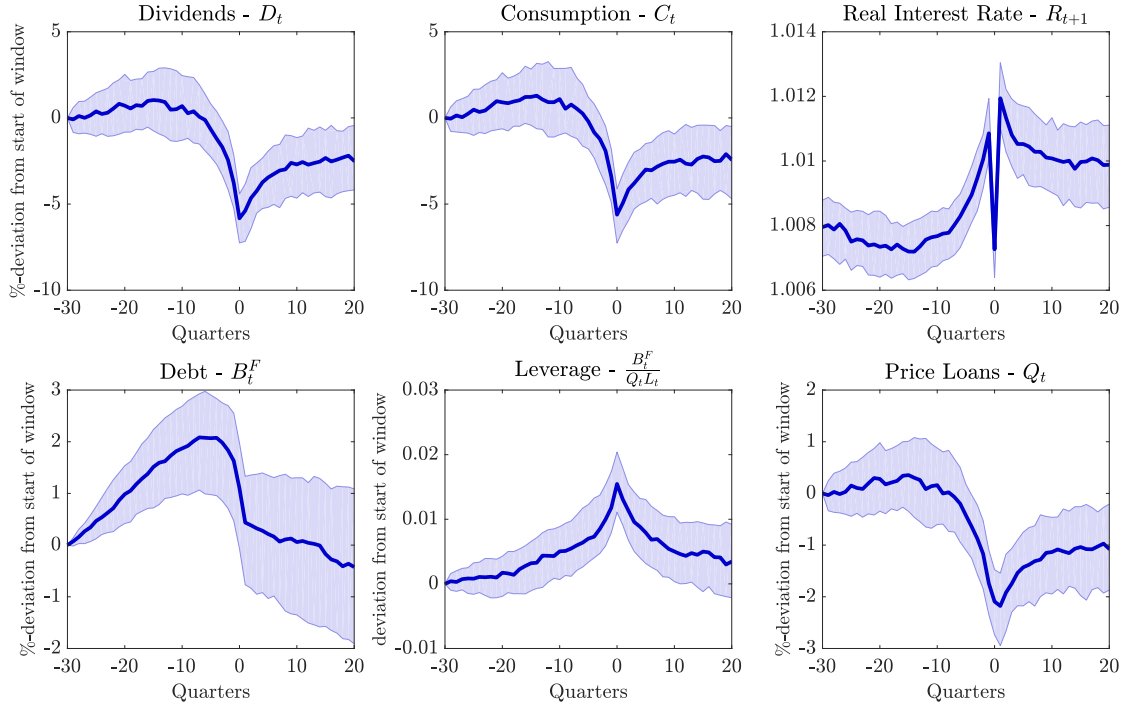 Dividends - D_t
%-deviation from start of window
5
0
-5
-10
-30 -20 -10 0 10 20
Quarters
Consumption - C_t
5
0
-5
-10
-30 -20 -10 0 10 20
Quarters
Real Interest Rate - R_{t+1}
1.014
1.012
1.01
1.008
1.006
-30 -20 -10 0 10 20
Quarters
Debt - B_t^F
%-deviation from start of window
3
2
1
0
-1
-2
-30 -20 -10 0 10 20
Quarters
Leverage - \frac{B_t^F}{Q_t L_t}
deviation from start of window
0.03
0.02
0.01
0
-0.01
-30 -20 -10 0 10 20
Quarters
Price Loans - Q_t
%-deviation from start of window
2
1
0
-1
-2
-3
-30 -20 -10 0 10 20
Quarters